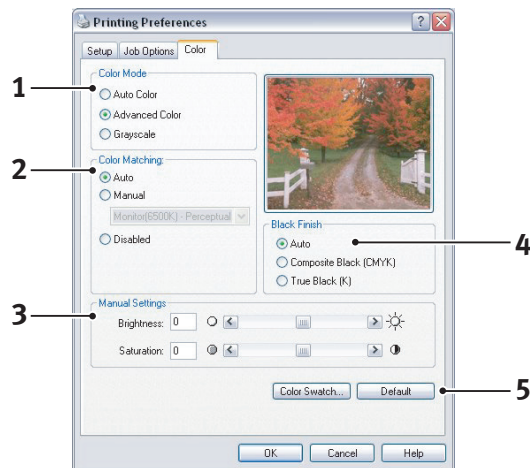 Printing Preferences
Setup Job Options Color
1
Color Mode
Auto Color
Advanced Color
Grayscale
2
Color Matching:
Auto
Manual
Monitor(6500K) - Perceptual
Disabled
Black Finish
Auto
4
Composite Black (CMYK)
True Black (K)
3
Manual Settings
Brightness: 0
Saturation: 0
Color Swatch... Default
5
OK Cancel Help